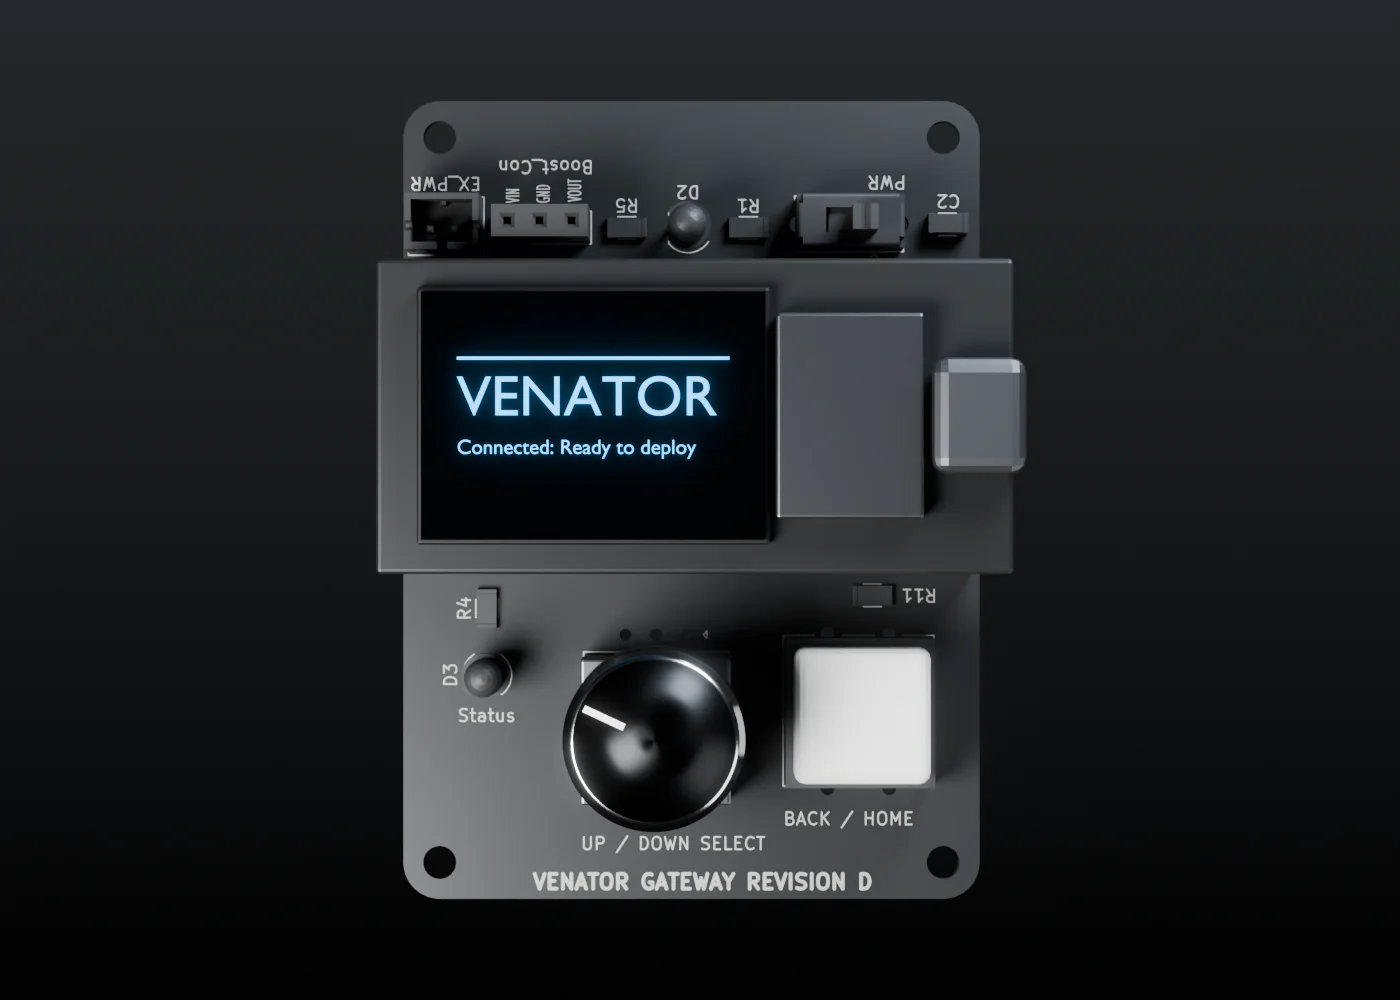 Boost_Con
EX_PWR
VIN
GND
VOUT
R5
D2
R1
PWR
C2
VENATOR
Connected: Ready to deploy
R4
R11
D3
Status
BACK / HOME
UP / DOWN SELECT
VENATOR GATEWAY REVISION D